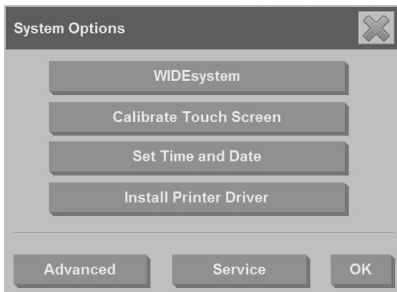 System Options
WIDEsystem
Calibrate Touch Screen
Set Time and Date
Install Printer Driver
Advanced Service OK